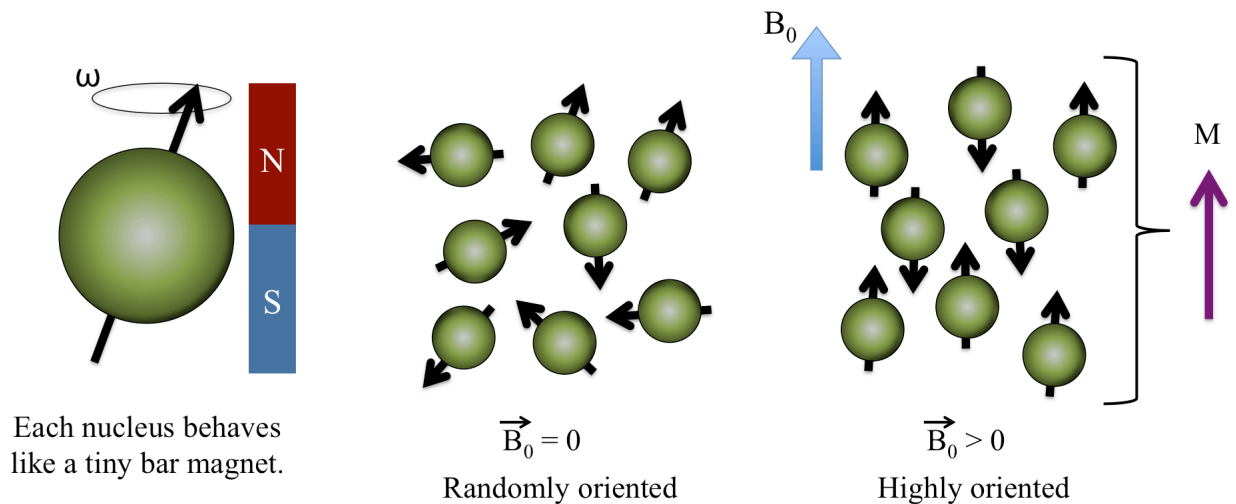 ω
N
S
Each nucleus behaves
like a tiny bar magnet.
B₀ = 0
Randomly oriented
B₀
M
B₀ > 0
Highly oriented